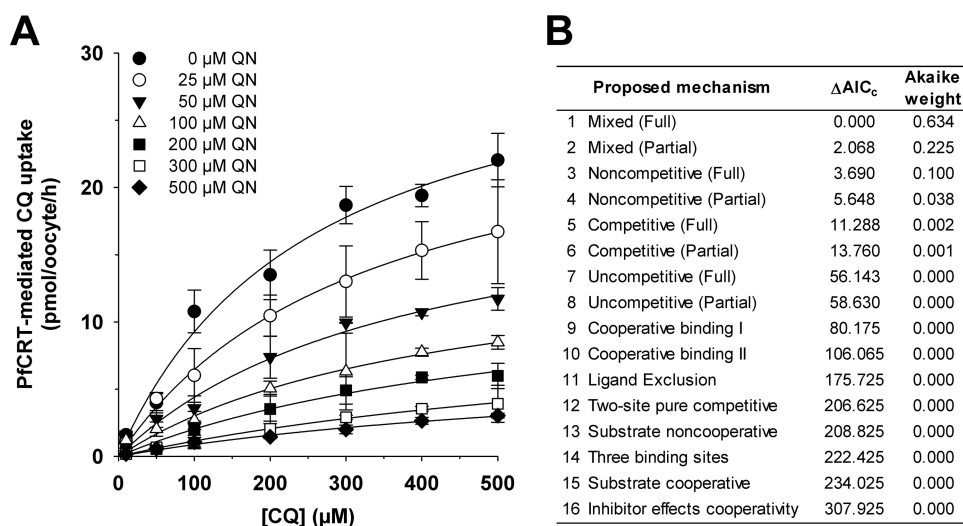 A
30
20
10
0
PfCRT-mediated CQ uptake
(pmol/oocyte/h)
0 µM QN
25 µM QN
50 µM QN
100 µM QN
200 µM QN
300 µM QN
500 µM QN
0 100 200 300 400 500
[CQ] (µM)
B
Proposed mechanism ΔAICc Akaike weight
1 Mixed (Full) 0.000 0.634
2 Mixed (Partial) 2.068 0.225
3 Noncompetitive (Full) 3.690 0.100
4 Noncompetitive (Partial) 5.648 0.038
5 Competitive (Full) 11.288 0.002
6 Competitive (Partial) 13.760 0.001
7 Uncompetitive (Full) 56.143 0.000
8 Uncompetitive (Partial) 58.630 0.000
9 Cooperative binding I 80.175 0.000
10 Cooperative binding II 106.065 0.000
11 Ligand Exclusion 175.725 0.000
12 Two-site pure competitive 206.625 0.000
13 Substrate noncooperative 208.825 0.000
14 Three binding sites 222.425 0.000
15 Substrate cooperative 234.025 0.000
16 Inhibitor effects cooperativity 307.925 0.000